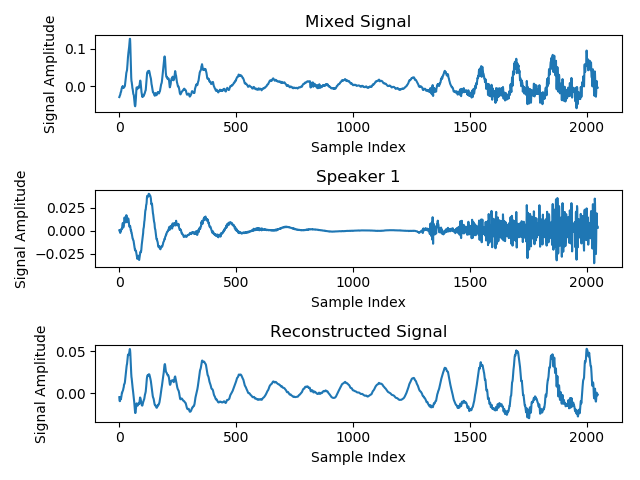 Mixed Signal
Signal Amplitude
0.1
0.0
0 500 1000 1500 2000
Sample Index
Speaker 1
Signal Amplitude
0.025
0.000
−0.025
0 500 1000 1500 2000
Sample Index
Reconstructed Signal
Signal Amplitude
0.05
0.00
0 500 1000 1500 2000
Sample Index